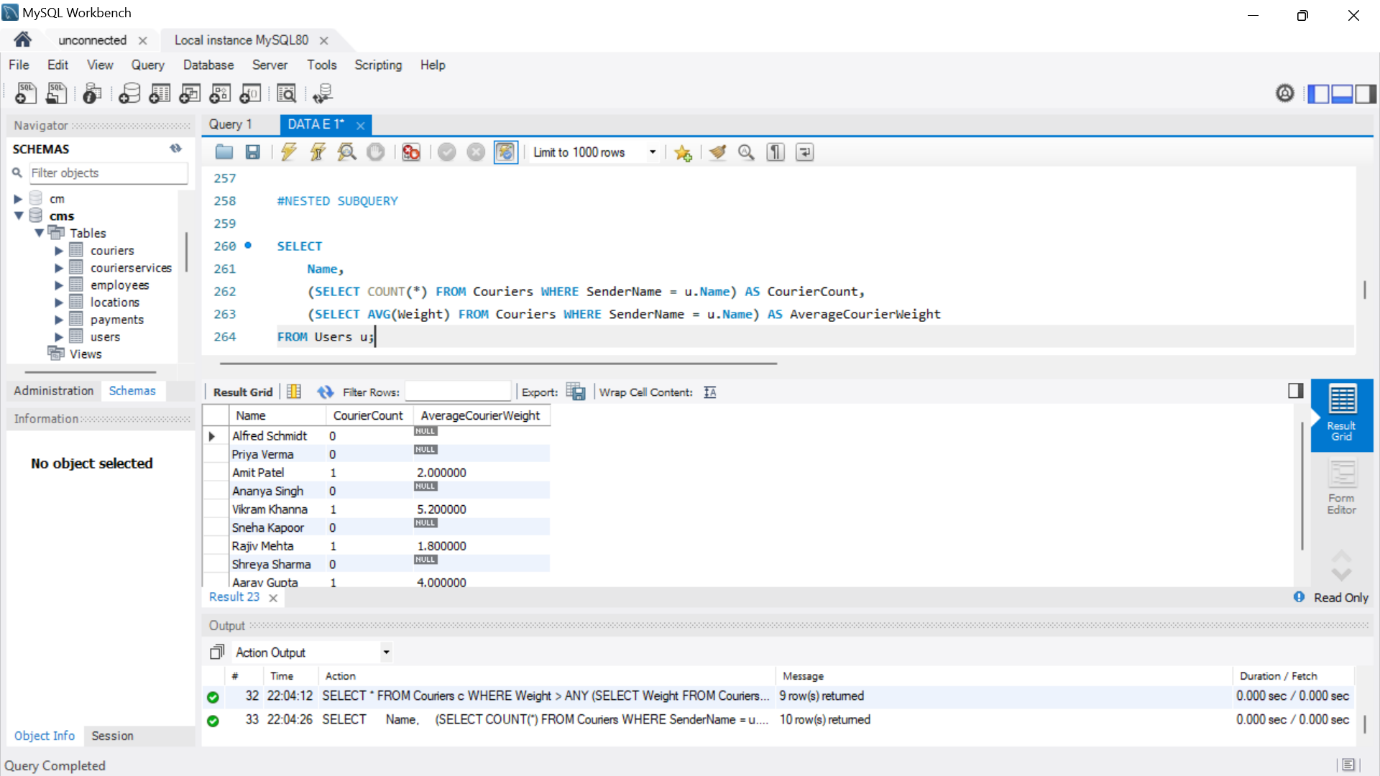 MySQL Workbench
unconnected
Local instance MySQL80
File Edit View Query Database Server Tools Scripting Help
Navigator
SCHEMAS
Filter objects
cm
cms
Tables
couriers
courierservices
employees
locations
payments
users
Views
Administration Schemas
Information
No object selected
Object Info Session
Query 1
DATA E 1*
Limit to 1000 rows
257
258 #NESTED SUBQUERY
259
260 SELECT
261 Name,
262 (SELECT COUNT(*) FROM Couriers WHERE SenderName = u.Name) AS CourierCount,
263 (SELECT AVG(Weight) FROM Couriers WHERE SenderName = u.Name) AS AverageCourierWeight
264 FROM Users u;
Result Grid Filter Rows: Export: Wrap Cell Content:
Name CourierCount AverageCourierWeight
Alfred Schmidt 0 NULL
Priya Verma 0 NULL
Amit Patel 1 2.000000
Ananya Singh 0 NULL
Vikram Khanna 1 5.200000
Sneha Kapoor 0 NULL
Rajiv Mehta 1 1.800000
Shreya Sharma 0 NULL
Aarav Gupta 1 4.000000
Result
Grid
Form
Editor
Result 23
Read Only
Output
Action Output
# Time Action Message Duration / Fetch
32 22:04:12 SELECT * FROM Couriers c WHERE Weight > ANY (SELECT Weight FROM Couriers... 9 row(s) returned 0.000 sec / 0.000 sec
33 22:04:26 SELECT Name, (SELECT COUNT(*) FROM Couriers WHERE SenderName = u.... 10 row(s) returned 0.000 sec / 0.000 sec
Query Completed